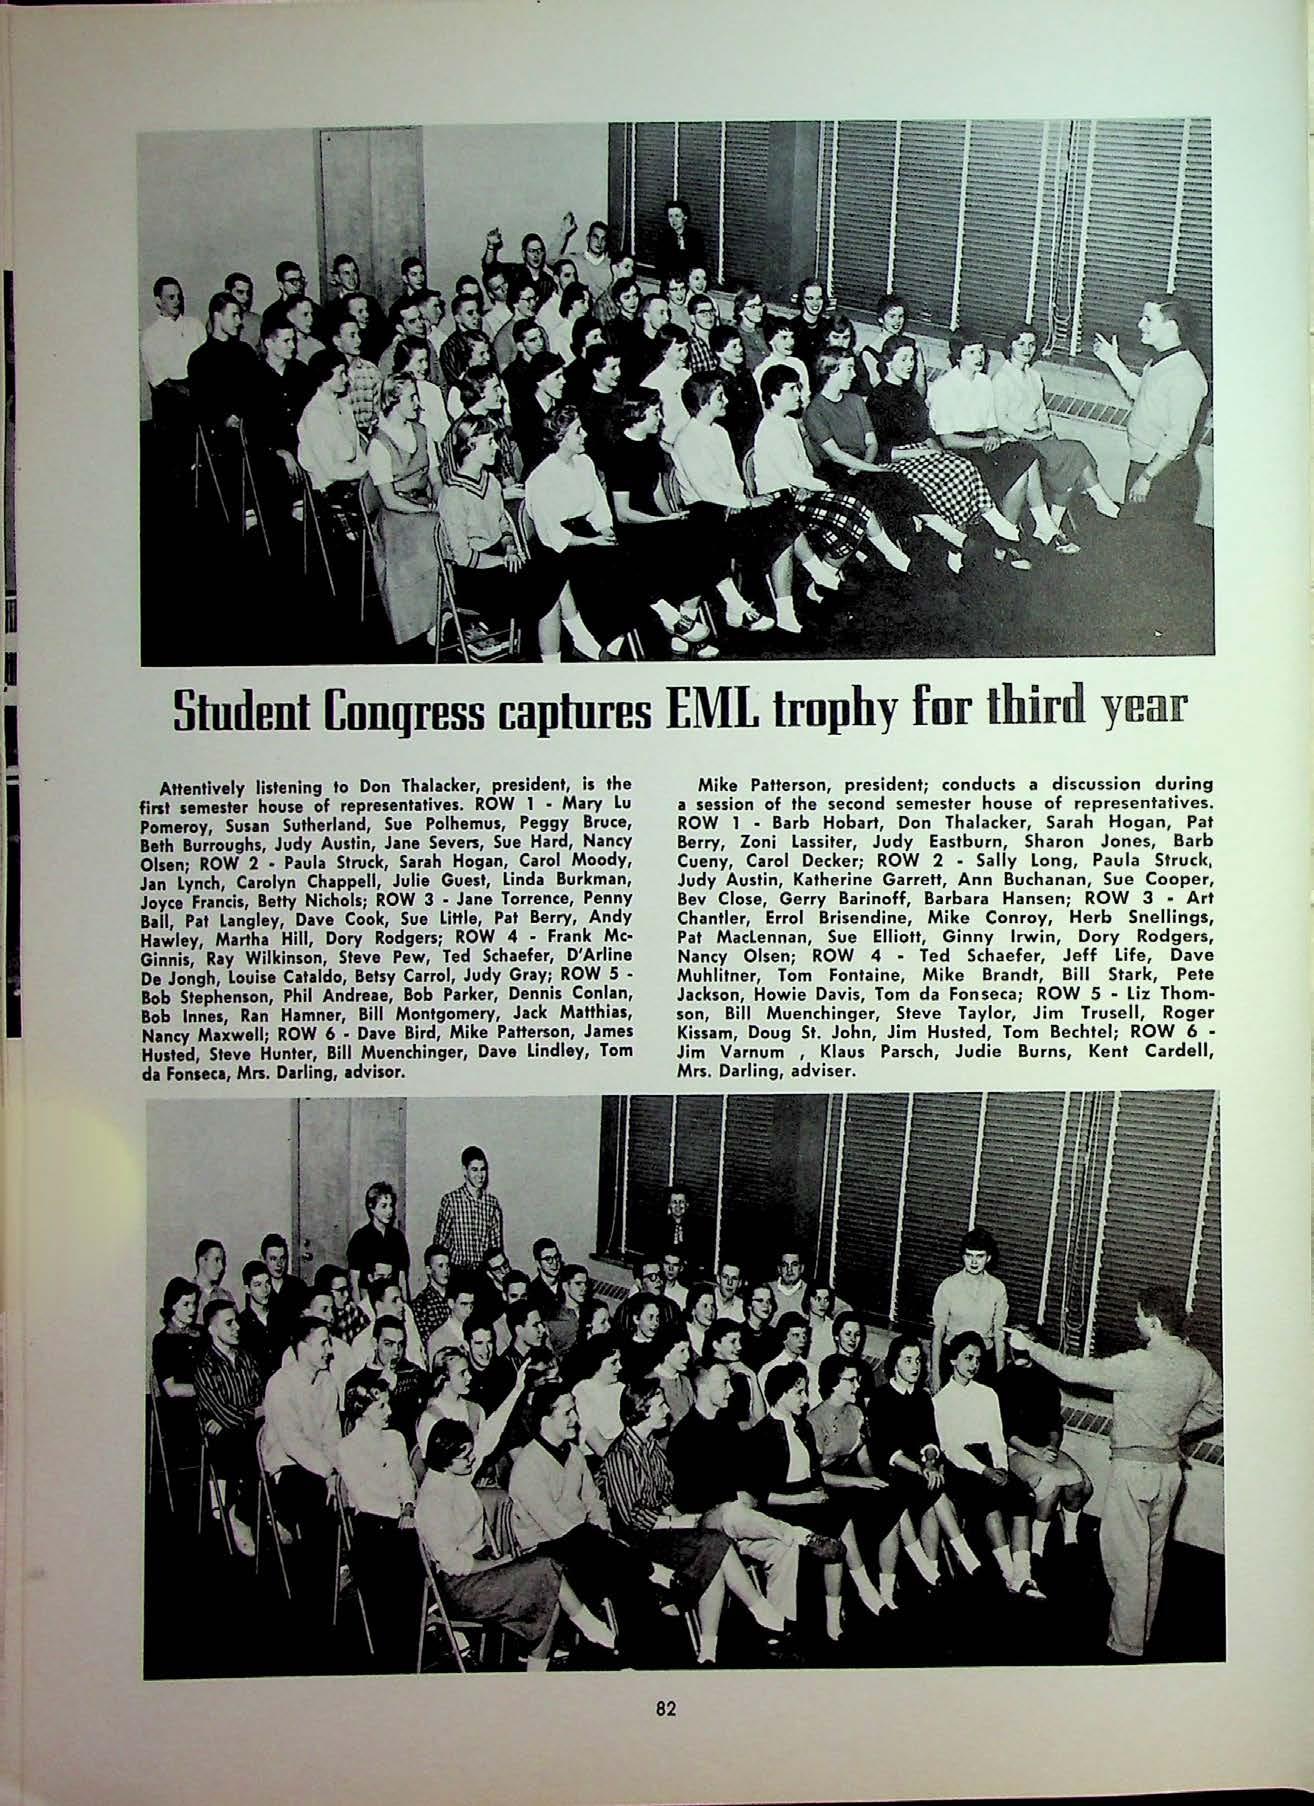 Student Congress captures EML trophy for third year
Attentively listening to Don Thalacker, president, is the
first semester house of representatives. ROW 1 - Mary Lu
Pomeroy, Susan Sutherland, Sue Polhemus, Peggy Bruce,
Beth Burroughs, Judy Austin, Jane Severs, Sue Hard, Nancy
Olsen; ROW 2 - Paula Struck, Sarah Hogan, Carol Moody,
Jan Lynch, Carolyn Chappell, Julie Guest, Linda Burkman,
Joyce Francis, Betty Nichols; ROW 3 - Jane Torrence, Penny
Ball, Pat Langley, Dave Cook, Sue Little, Pat Berry, Andy
Hawley, Martha Hill, Dory Rodgers; ROW 4 - Frank Mc-
Ginnis, Ray Wilkinson, Steve Pew, Ted Schaefer, D'Arline
De Jongh, Louise Cataldo, Betsy Carrol, Judy Gray; ROW 5 -
Bob Stephenson, Phil Andreae, Bob Parker, Dennis Conlan,
Bob Innes, Ran Hamner, Bill Montgomery, Jack Matthias,
Nancy Maxwell; ROW 6 - Dave Bird, Mike Patterson, James
Husted, Steve Hunter, Bill Muenchinger, Dave Lindley, Tom
da Fonseca, Mrs. Darling, advisor.
Mike Patterson, president; conducts a discussion during
a session of the second semester house of representatives.
ROW 1 - Barb Hobart, Don Thalacker, Sarah Hogan, Pat
Berry, Zoni Lassiter, Judy Eastburn, Sharon Jones, Barb
Cueny, Carol Decker; ROW 2 - Sally Long, Paula Struck,
Judy Austin, Katherine Garrett, Ann Buchanan, Sue Cooper,
Bev Close, Gerry Barinoff, Barbara Hansen; ROW 3 - Art
Chantler, Errol Brisendine, Mike Conroy, Herb Snellings,
Pat MacLennan, Sue Elliott, Ginny Irwin, Dory Rodgers,
Nancy Olsen; ROW 4 - Ted Schaefer, Jeff Life, Dave
Muhlitner, Tom Fontaine, Mike Brandt, Bill Stark, Pete
Jackson, Howie Davis, Tom da Fonseca; ROW 5 - Liz Thom-
son, Bill Muenchinger, Steve Taylor, Jim Trusell, Roger
Kissam, Doug St. John, Jim Husted, Tom Bechtel; ROW 6 -
Jim Varnum , Klaus Parsch, Judie Burns, Kent Cardell,
Mrs. Darling, adviser.
82